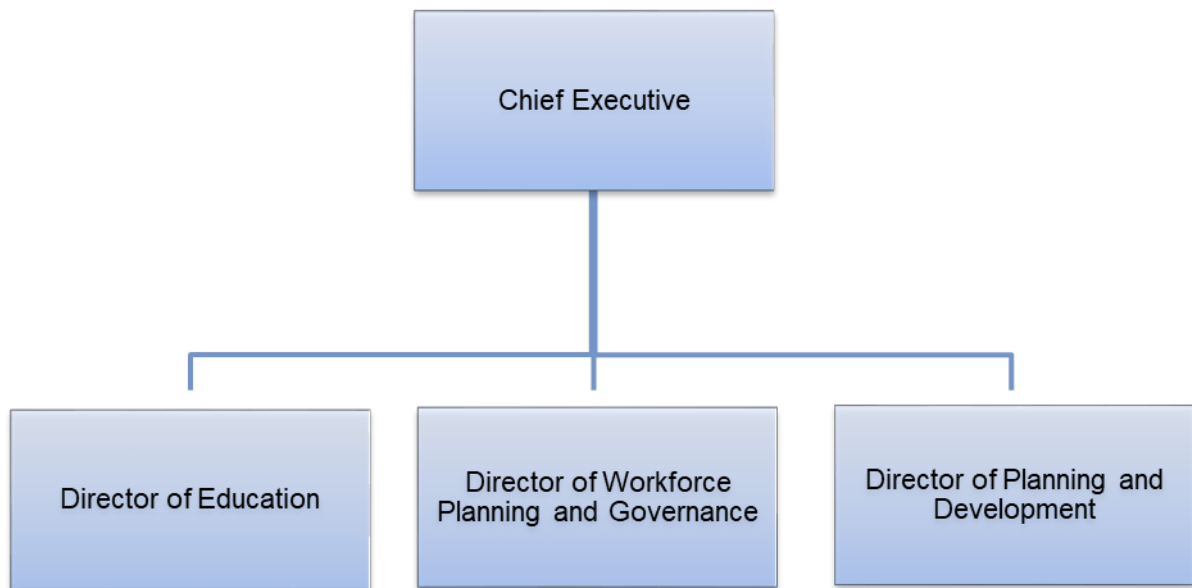 Chief Executive
Director of Education
Director of Workforce
Planning and Governance
Director of Planning and
Development